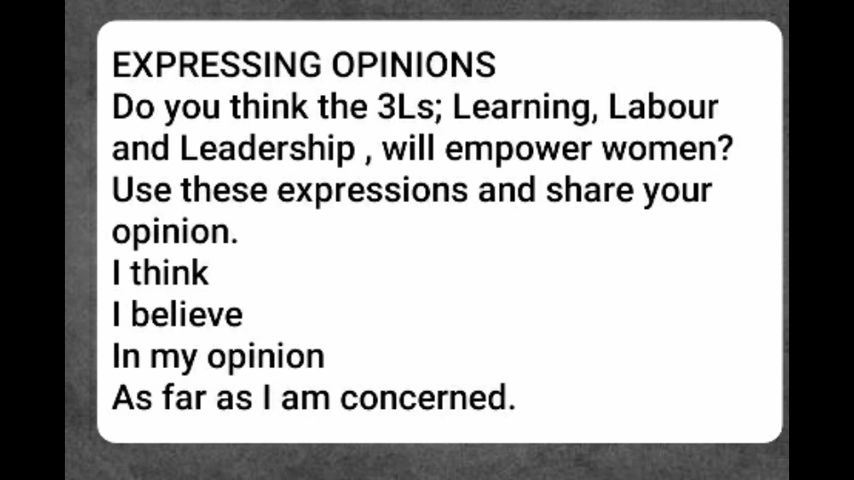 EXPRESSING OPINIONS
Do you think the 3Ls; Learning, Labour
and Leadership , will empower women?
Use these expressions and share your
opinion.
I think
I believe
In my opinion
As far as I am concerned.